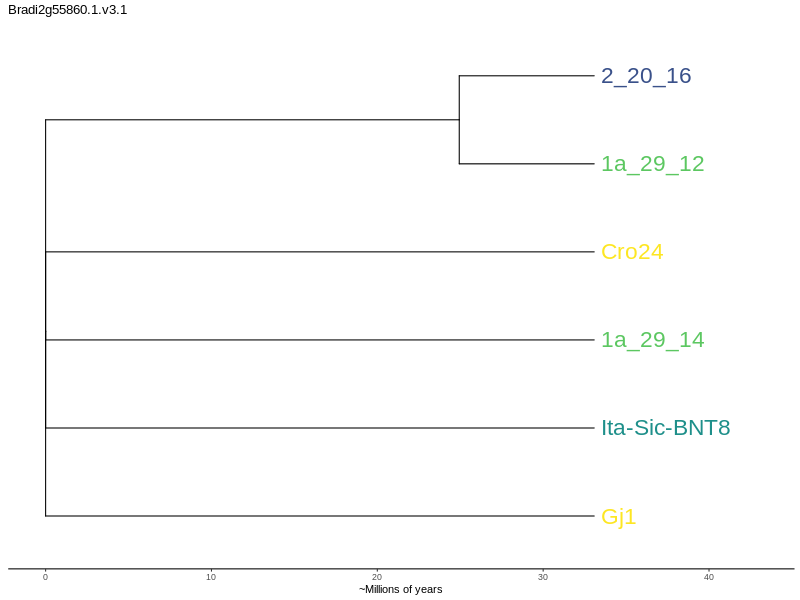 Bradi2g55860.1.v3.1
2_20_16
1a_29_12
Cro24
1a_29_14
Ita-Sic-BNT8
Gj1
0 10 20 30 40
~Millions of years